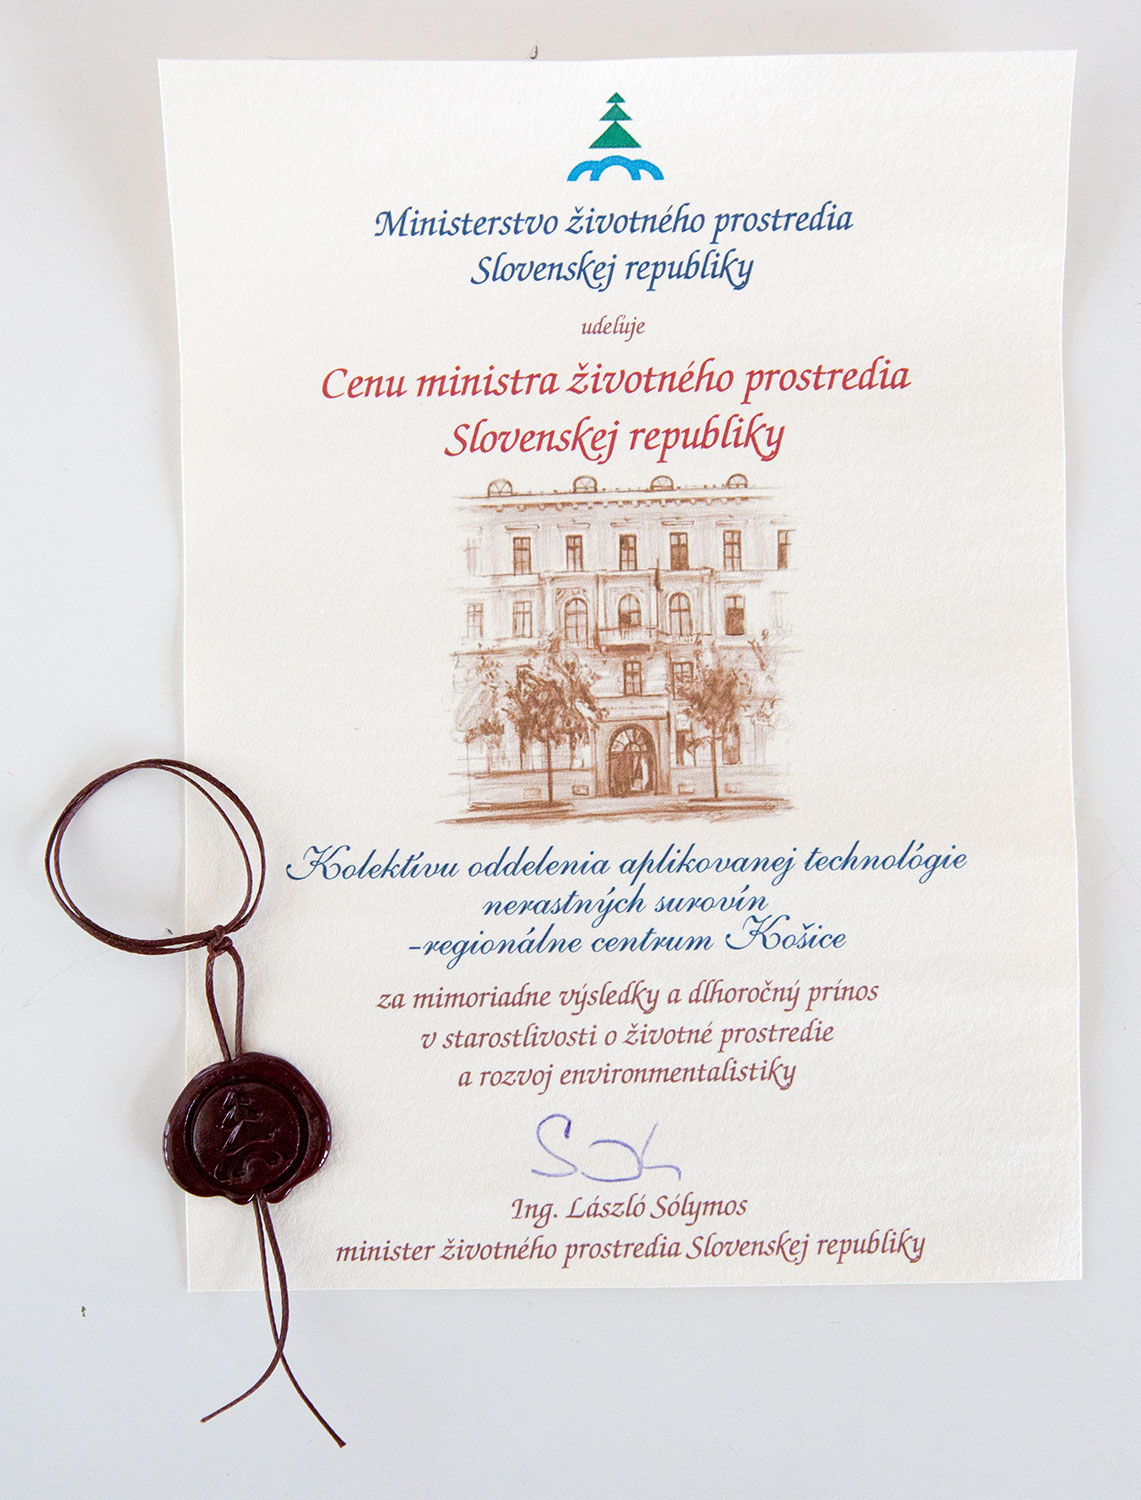 Ministerstvo životného prostredia
Slovenskej republiky
udeľuje
Cenu ministra životného prostredia
Slovenskej republiky
Kolektívu oddelenia aplikovanej technológie
nerastných surovín
-regionálne centrum Košice
za mimoriadne výsledky a dlhoročný prínos
v starostlivosti o životné prostredie
a rozvoj environmentalistiky
Ing. László Sólymos
minister životného prostredia Slovenskej republiky